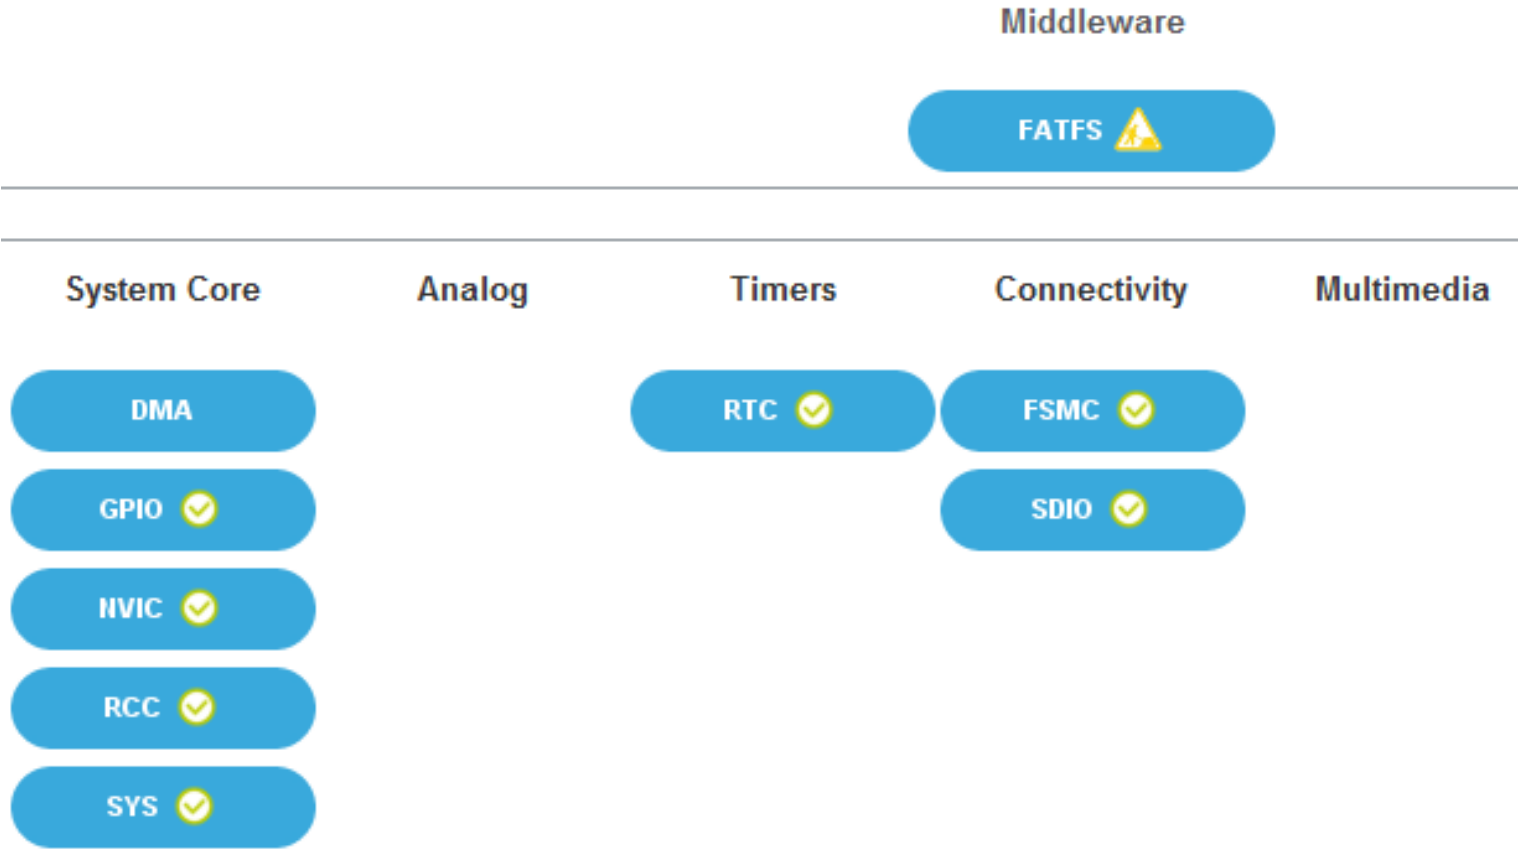 Middleware
FATFS
System Core Analog Timers Connectivity Multimedia
DMA RTC FSMC
GPIO SDIO
NVIC
RCC
SYS